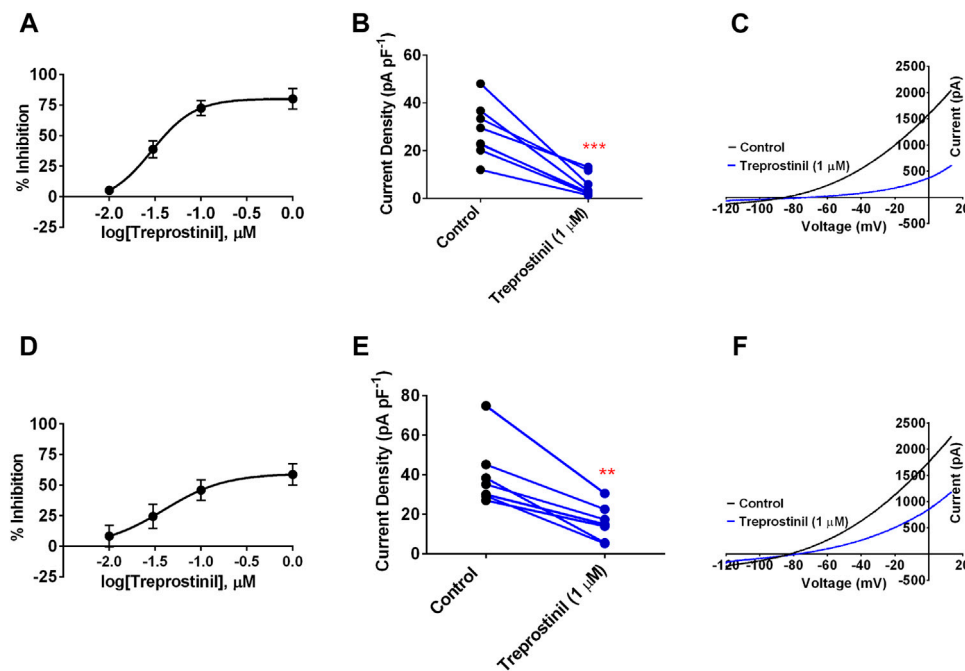 A
% Inhibition
100
75
50
25
0
-25
-2.0 -1.5 -1.0 -0.5 0.0
log[Treprostinil], μM
B
Current Density (pA pF-1)
60
40
20
0
Control
Treprostinil (1 μM)
***
C
2500
2000
1500
1000
500
-500
Current (pA)
Control
Treprostinil (1 μM)
-120 -100 -80 -60 -40 -20 20
Voltage (mV)
D
% Inhibition
100
75
50
25
0
-25
-2.0 -1.5 -1.0 -0.5 0.0
log[Treprostinil], μM
E
Current Density (pA pF-1)
80
60
40
20
0
Control
Treprostinil (1 μM)
**
F
2500
2000
1500
1000
500
-500
Current (pA)
Control
Treprostinil (1 μM)
-120 -100 -80 -60 -40 -20 20
Voltage (mV)